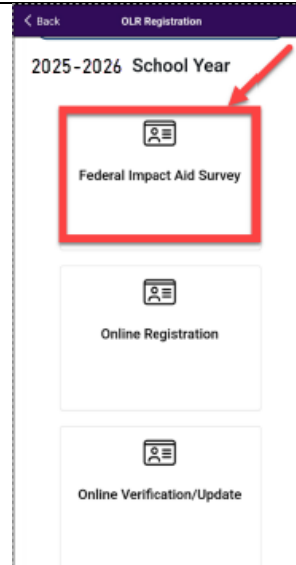 Back OLR Registration
2025-2026 School Year
Federal Impact Aid Survey
Online Registration
Online Verification/Update